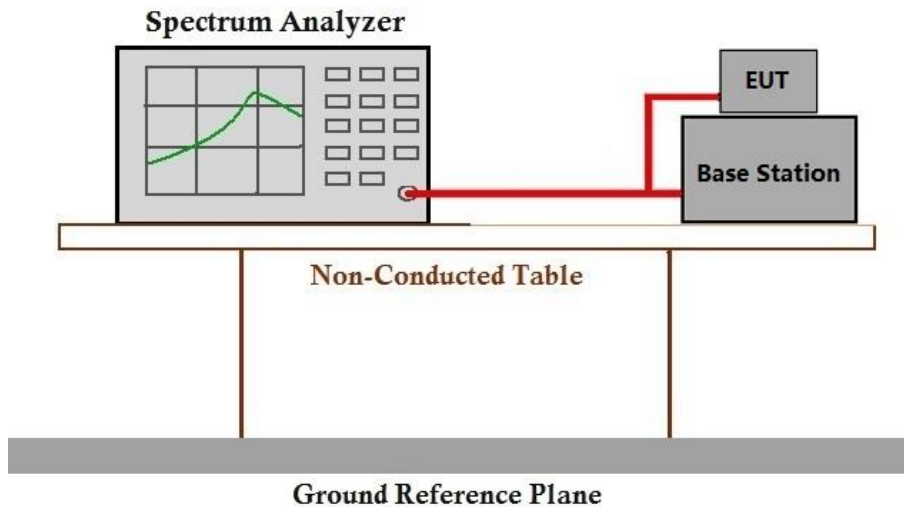 Spectrum Analyzer
EUT
Base Station
Non-Conducted Table
Ground Reference Plane